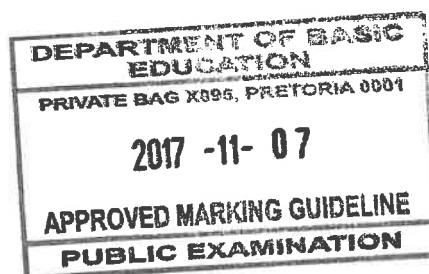 DEPARTMENT OF BASIC
EDUCATION
PRIVATE BAG X895, PRETORIA 0001
2017 -11- 07
APPROVED MARKING GUIDELINE
PUBLIC EXAMINATION